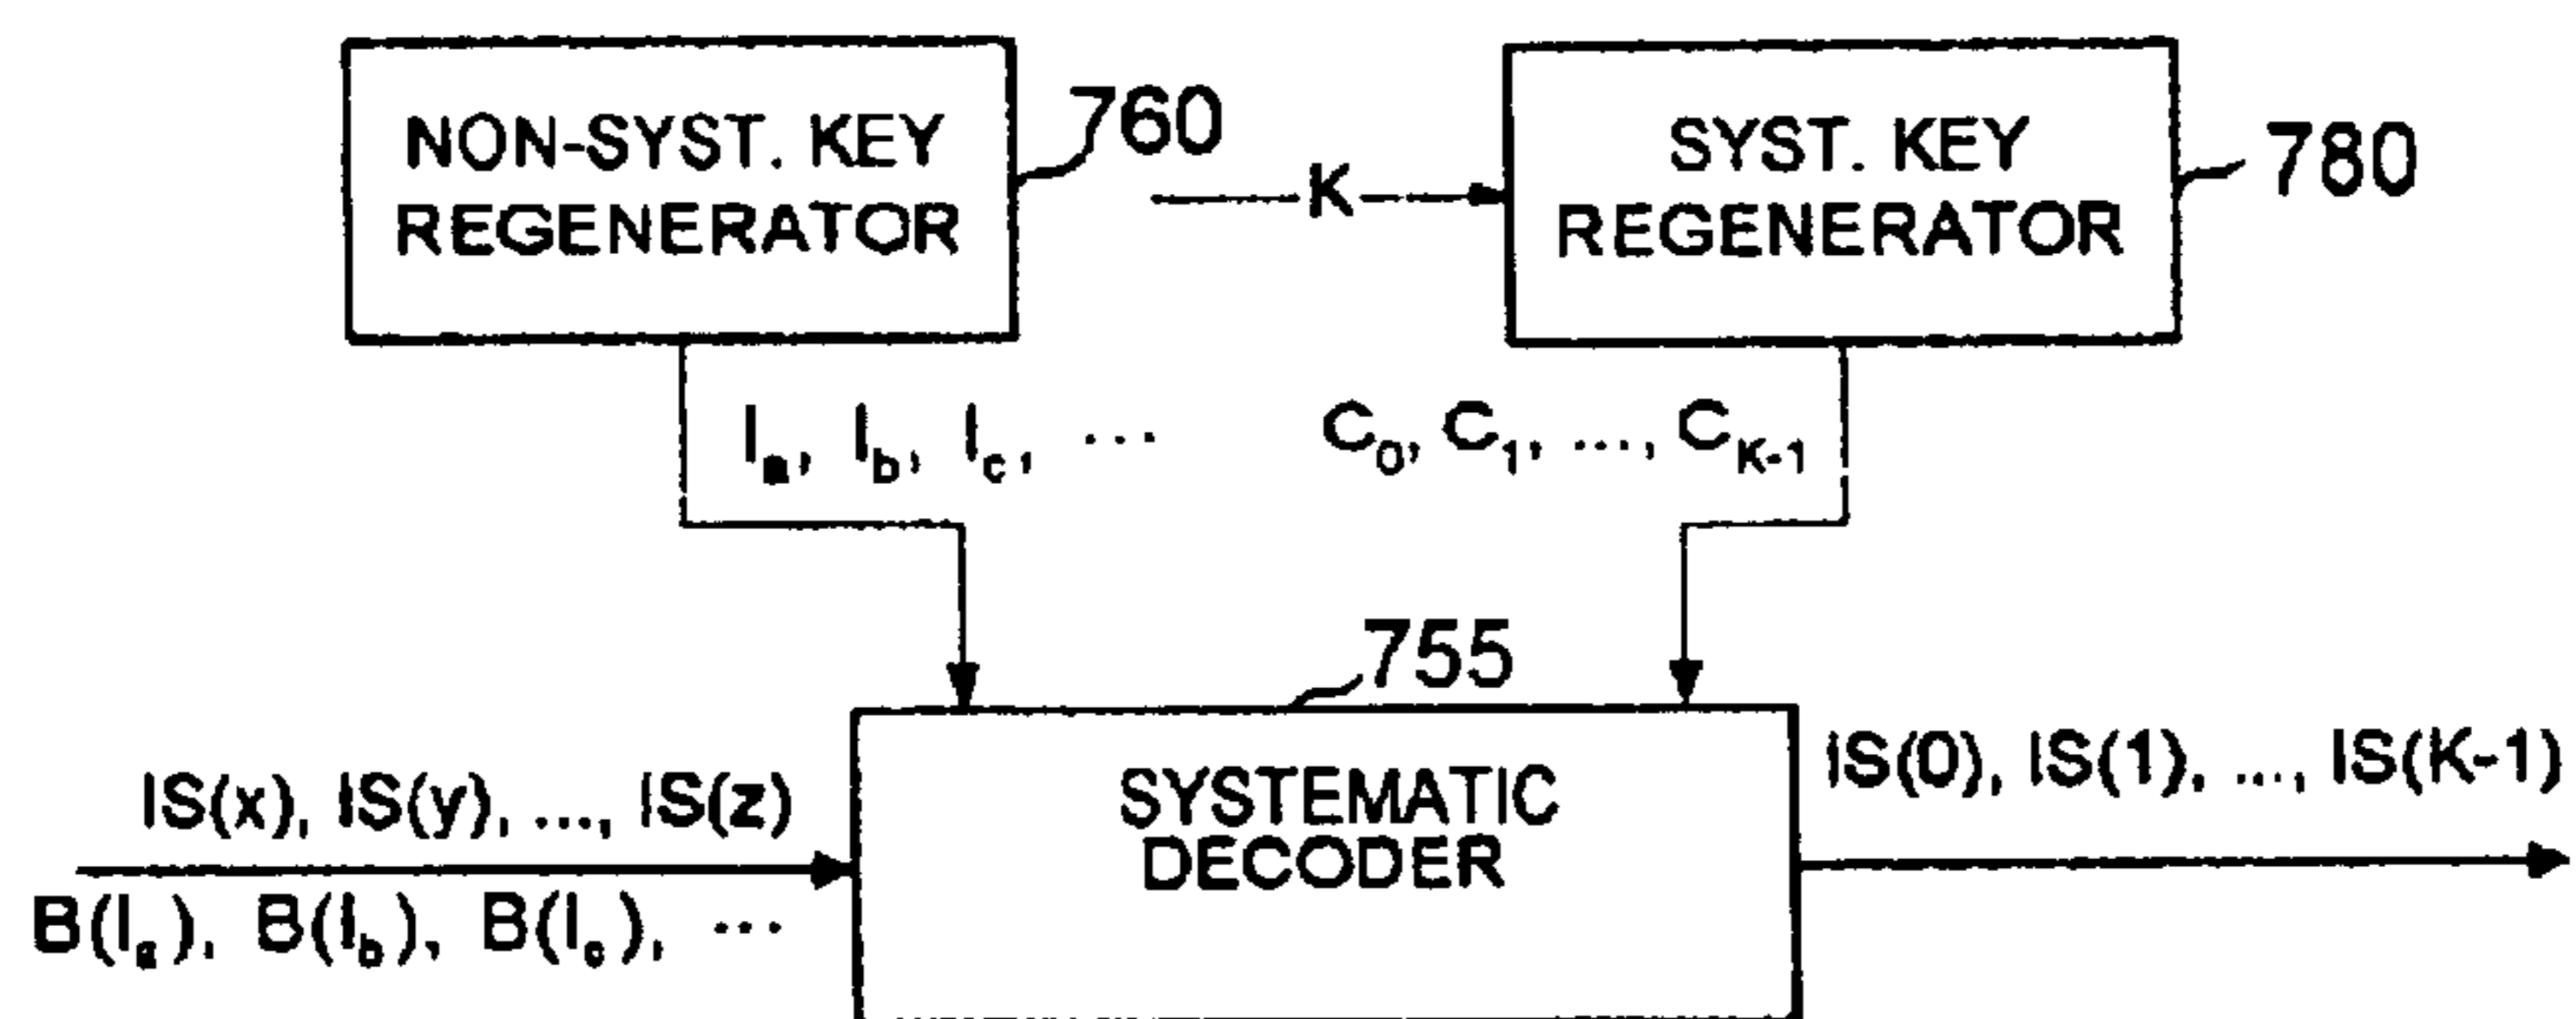 NON-SYST. KEY
REGENERATOR
760
K
SYST. KEY
REGENERATOR
780
I_a, I_b, I_c, ...
C_0, C_1, ..., C_{K-1}
755
IS(x), IS(y), ..., IS(z)
B(I_a), B(I_b), B(I_c), ...
SYSTEMATIC
DECODER
IS(0), IS(1), ..., IS(K-1)